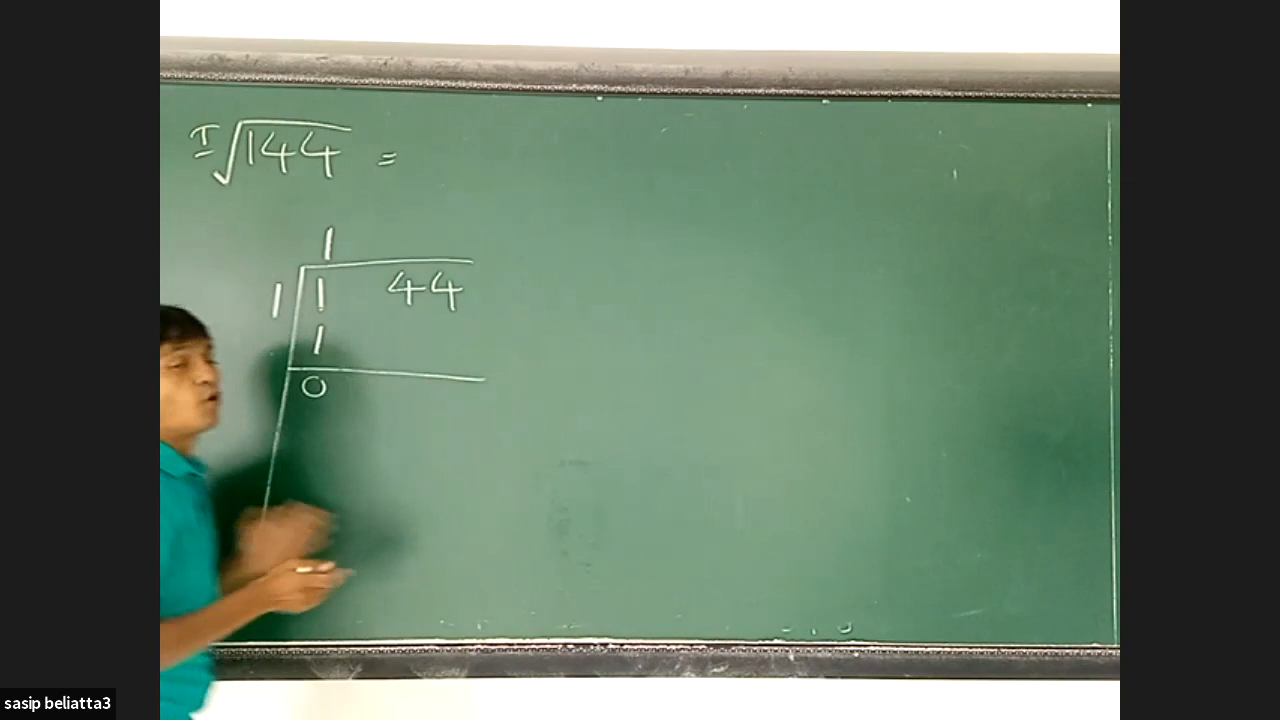 I √144 =
1
1 1 44
1
0
sasip beliatta3